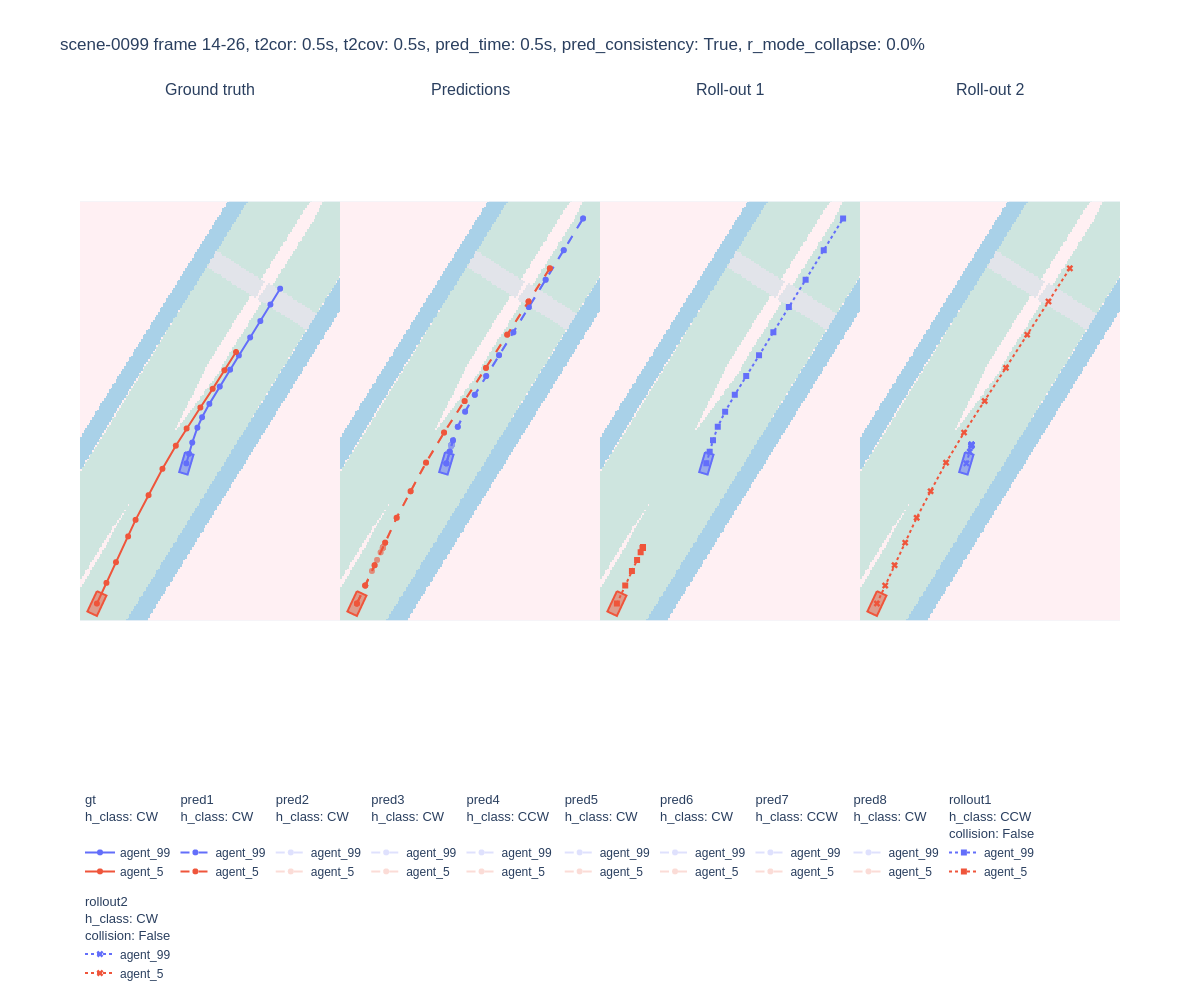 scene-0099 frame 14-26, t2cor: 0.5s, t2cov: 0.5s, pred_time: 0.5s, pred_consistency: True, r_mode_collapse: 0.0%
Ground truth
Predictions
Roll-out 1
Roll-out 2
gt
h_class: CW
agent_99
agent_5
pred1
h_class: CW
agent_99
agent_5
pred2
h_class: CW
agent_99
agent_5
pred3
h_class: CW
agent_99
agent_5
pred4
h_class: CCW
agent_99
agent_5
pred5
h_class: CW
agent_99
agent_5
pred6
h_class: CW
agent_99
agent_5
pred7
h_class: CCW
agent_99
agent_5
pred8
h_class: CW
agent_99
agent_5
rollout1
h_class: CCW
collision: False
agent_99
agent_5
rollout2
h_class: CW
collision: False
agent_99
agent_5